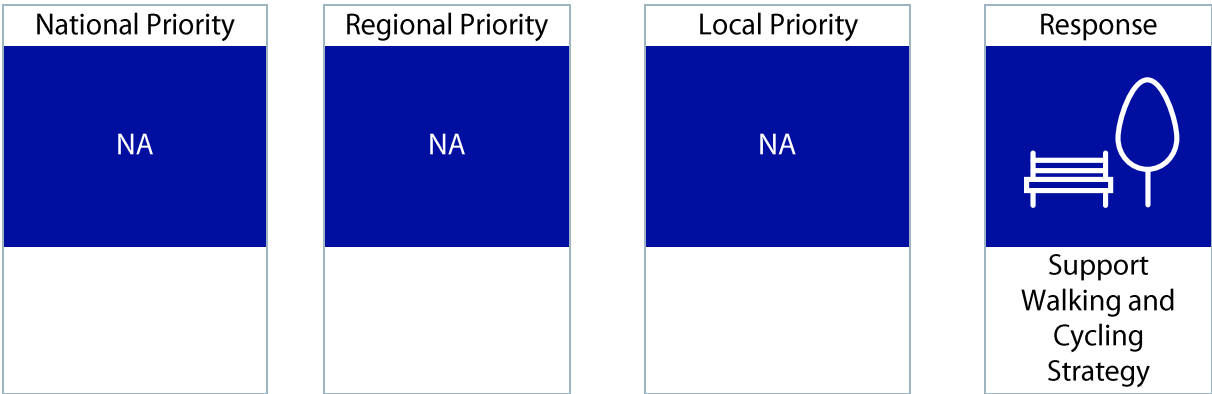 National Priority
Regional Priority
Local Priority
Response
NA
NA
NA
Support
Walking and
Cycling
Strategy